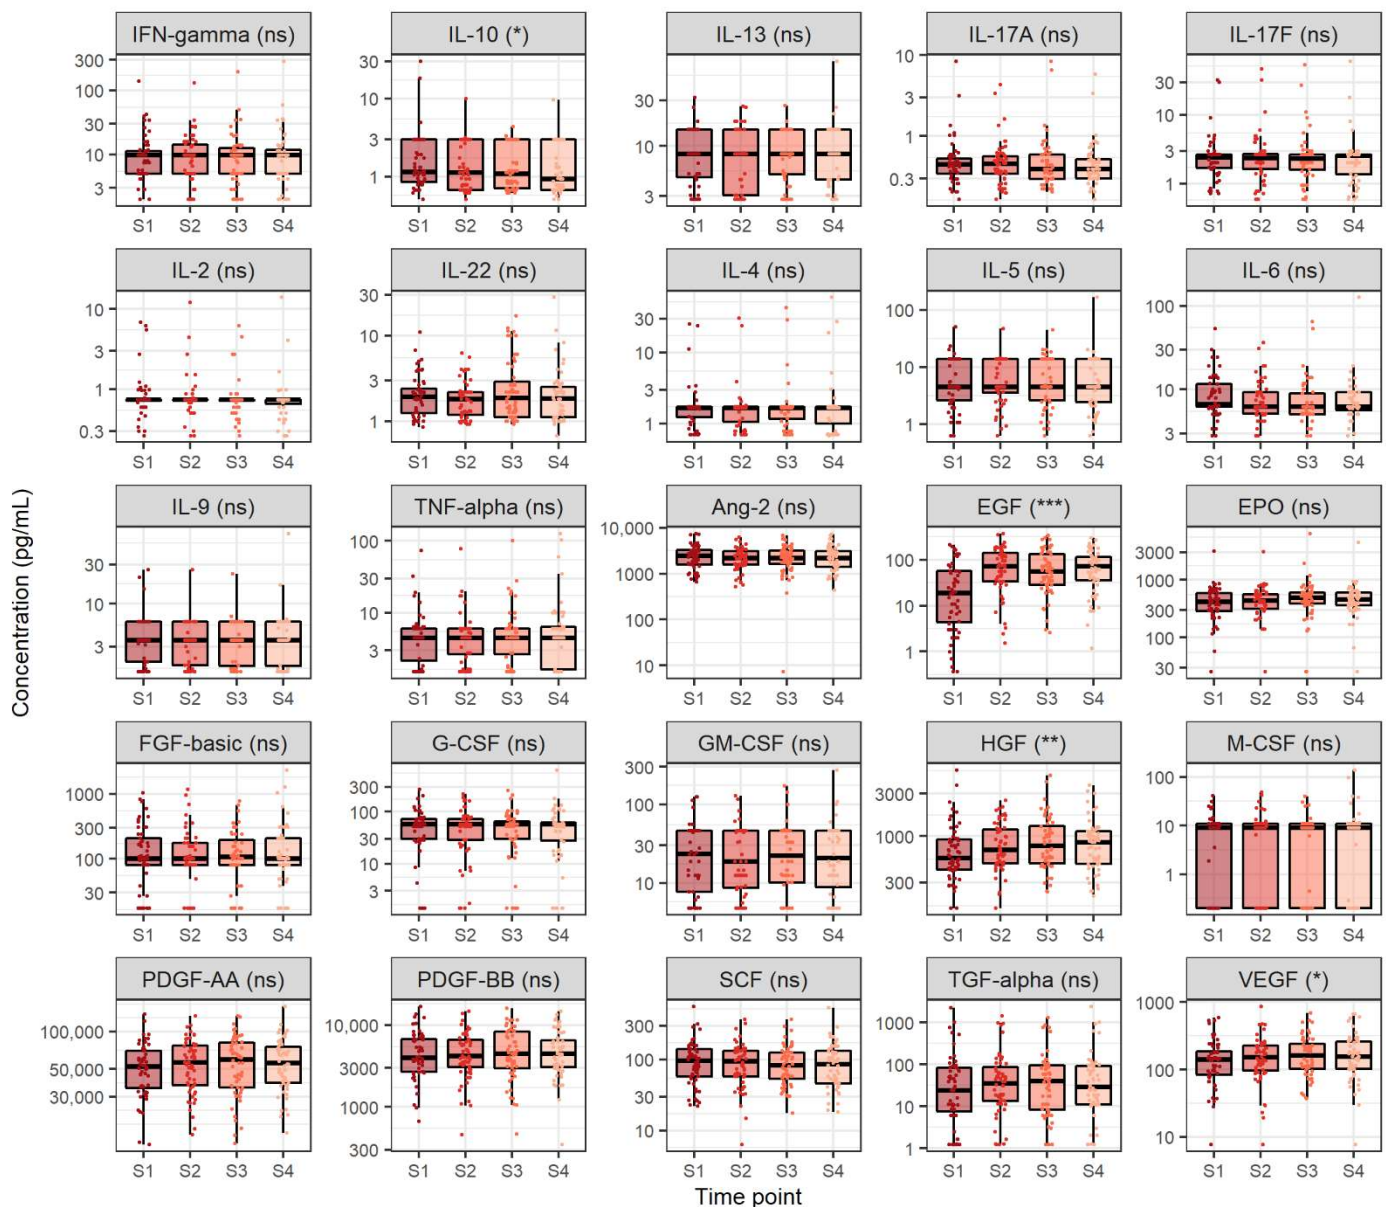 IFN-gamma (ns) IL-10 (*) IL-13 (ns) IL-17A (ns) IL-17F (ns)
300 100 30 10 3
30 10 3 1
30 10 3
10 3 1 0.3
100 30 10 3 1
S1 S2 S3 S4 S1 S2 S3 S4 S1 S2 S3 S4 S1 S2 S3 S4 S1 S2 S3 S4
IL-2 (ns) IL-22 (ns) IL-4 (ns) IL-5 (ns) IL-6 (ns)
10 3 1 0.3
30 10 3 1
30 10 3 1
100 10 1
100 30 10 3
S1 S2 S3 S4 S1 S2 S3 S4 S1 S2 S3 S4 S1 S2 S3 S4 S1 S2 S3 S4
Concentration (pg/mL)
IL-9 (ns) TNF-alpha (ns) Ang-2 (ns) EGF (***) EPO (ns)
30 10 3
100 30 10 3
10,000 1000 100 10
100 10 1
3000 1000 300 100 30
S1 S2 S3 S4 S1 S2 S3 S4 S1 S2 S3 S4 S1 S2 S3 S4 S1 S2 S3 S4
FGF-basic (ns) G-CSF (ns) GM-CSF (ns) HGF (**) M-CSF (ns)
1000 300 100 30
300 100 30 10 3
300 100 30 10
3000 1000 300
100 10 1
S1 S2 S3 S4 S1 S2 S3 S4 S1 S2 S3 S4 S1 S2 S3 S4 S1 S2 S3 S4
PDGF-AA (ns) PDGF-BB (ns) SCF (ns) TGF-alpha (ns) VEGF (*)
100,000 50,000 30,000
10,000 3000 1000 300
300 100 30 10
1000 100 10 1
1000 100 10
S1 S2 S3 S4 S1 S2 S3 S4 S1 S2 S3 S4 S1 S2 S3 S4 S1 S2 S3 S4
Time point